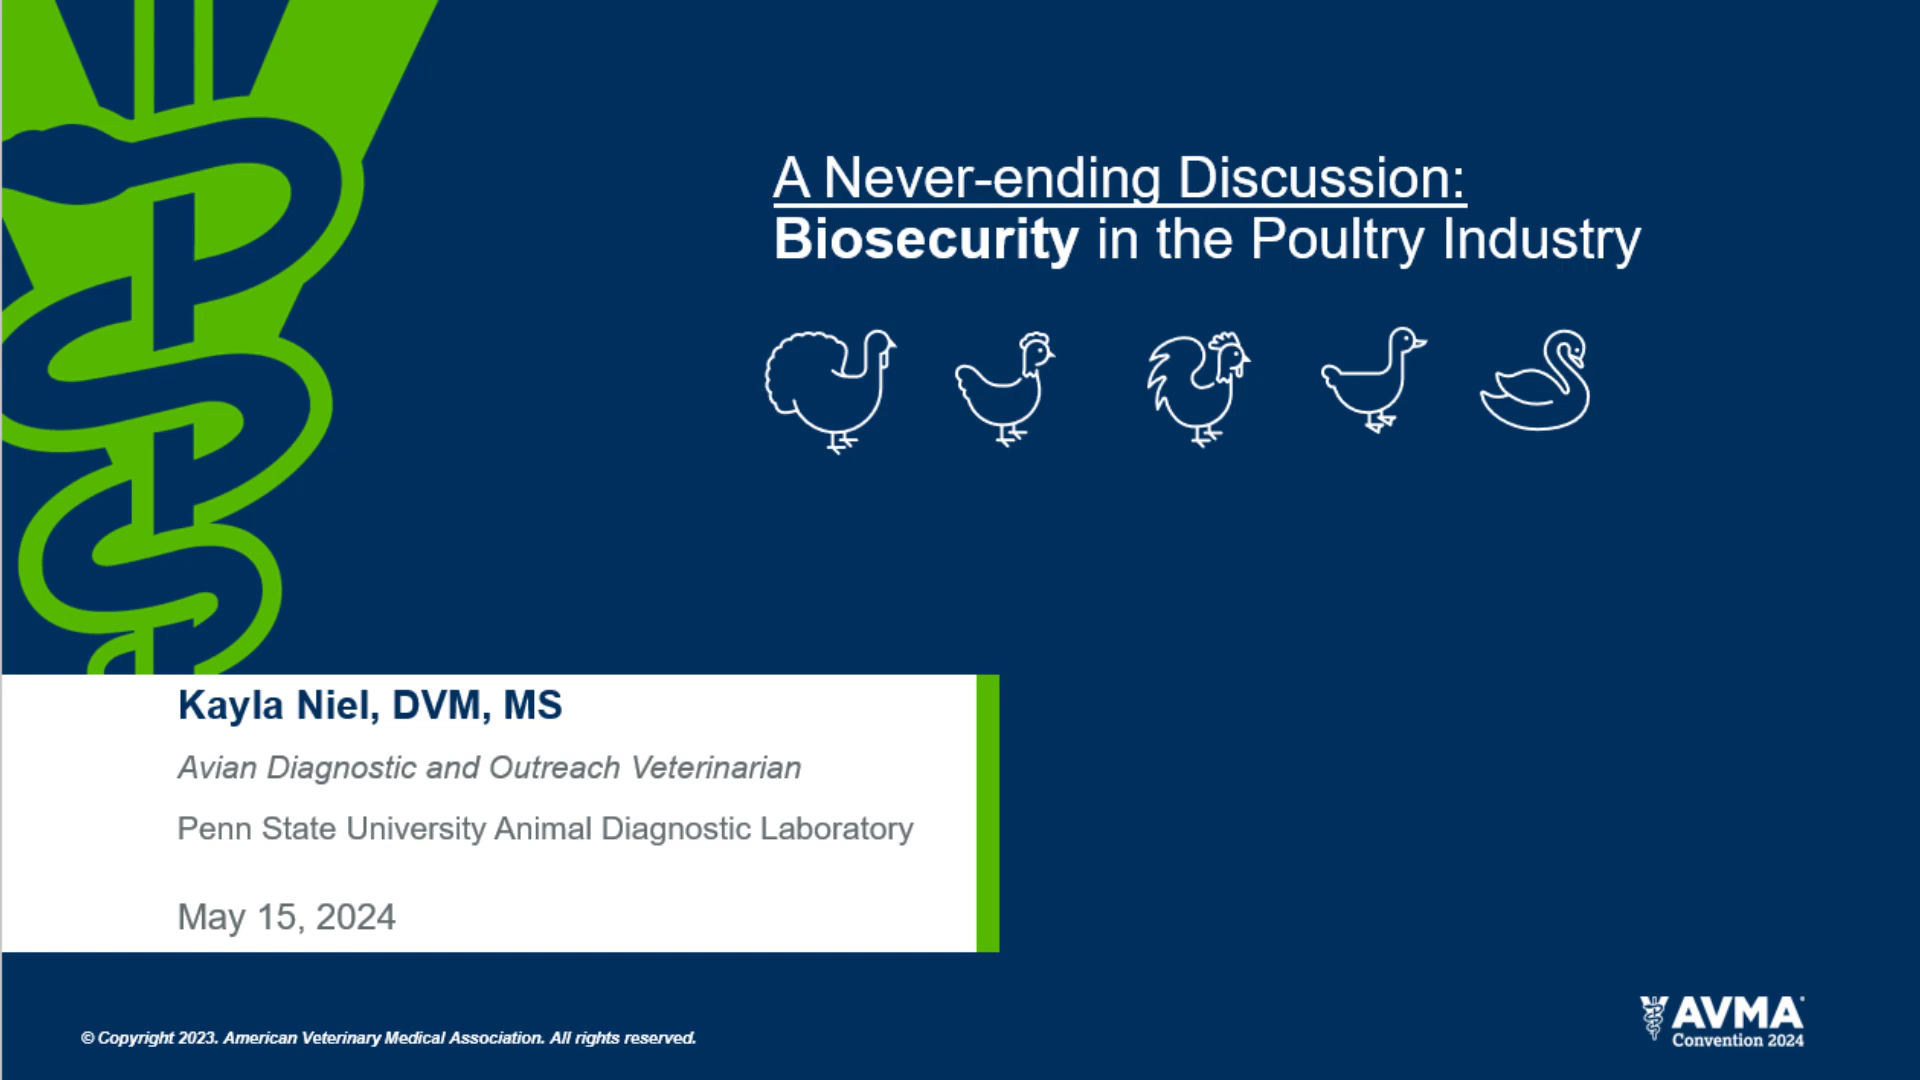 A Never-ending Discussion:
Biosecurity in the Poultry Industry
Kayla Niel, DVM, MS
Avian Diagnostic and Outreach Veterinarian
Penn State University Animal Diagnostic Laboratory
May 15, 2024
© Copyright 2023. American Veterinary Medical Association. All rights reserved.
AVMA
Convention 2024